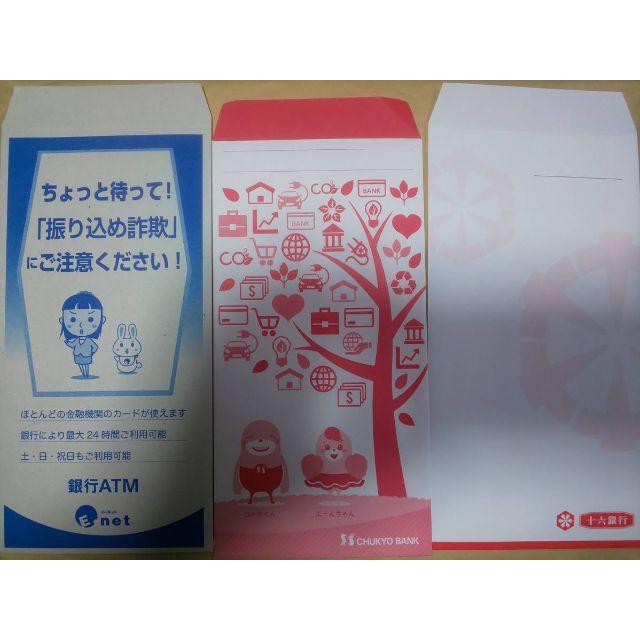 ちょっと待って!
「振り込め詐欺」
にご注意ください!
ほとんどの金融機関のカードが使えます
銀行により最大24時間ご利用可能
土・日・祝日もご利用可能
銀行ATM
イーネット
E net
CO₂
BANK
BANK
CO₂
$
$
エーんちゃん
CHUKYO BANK
十六銀行